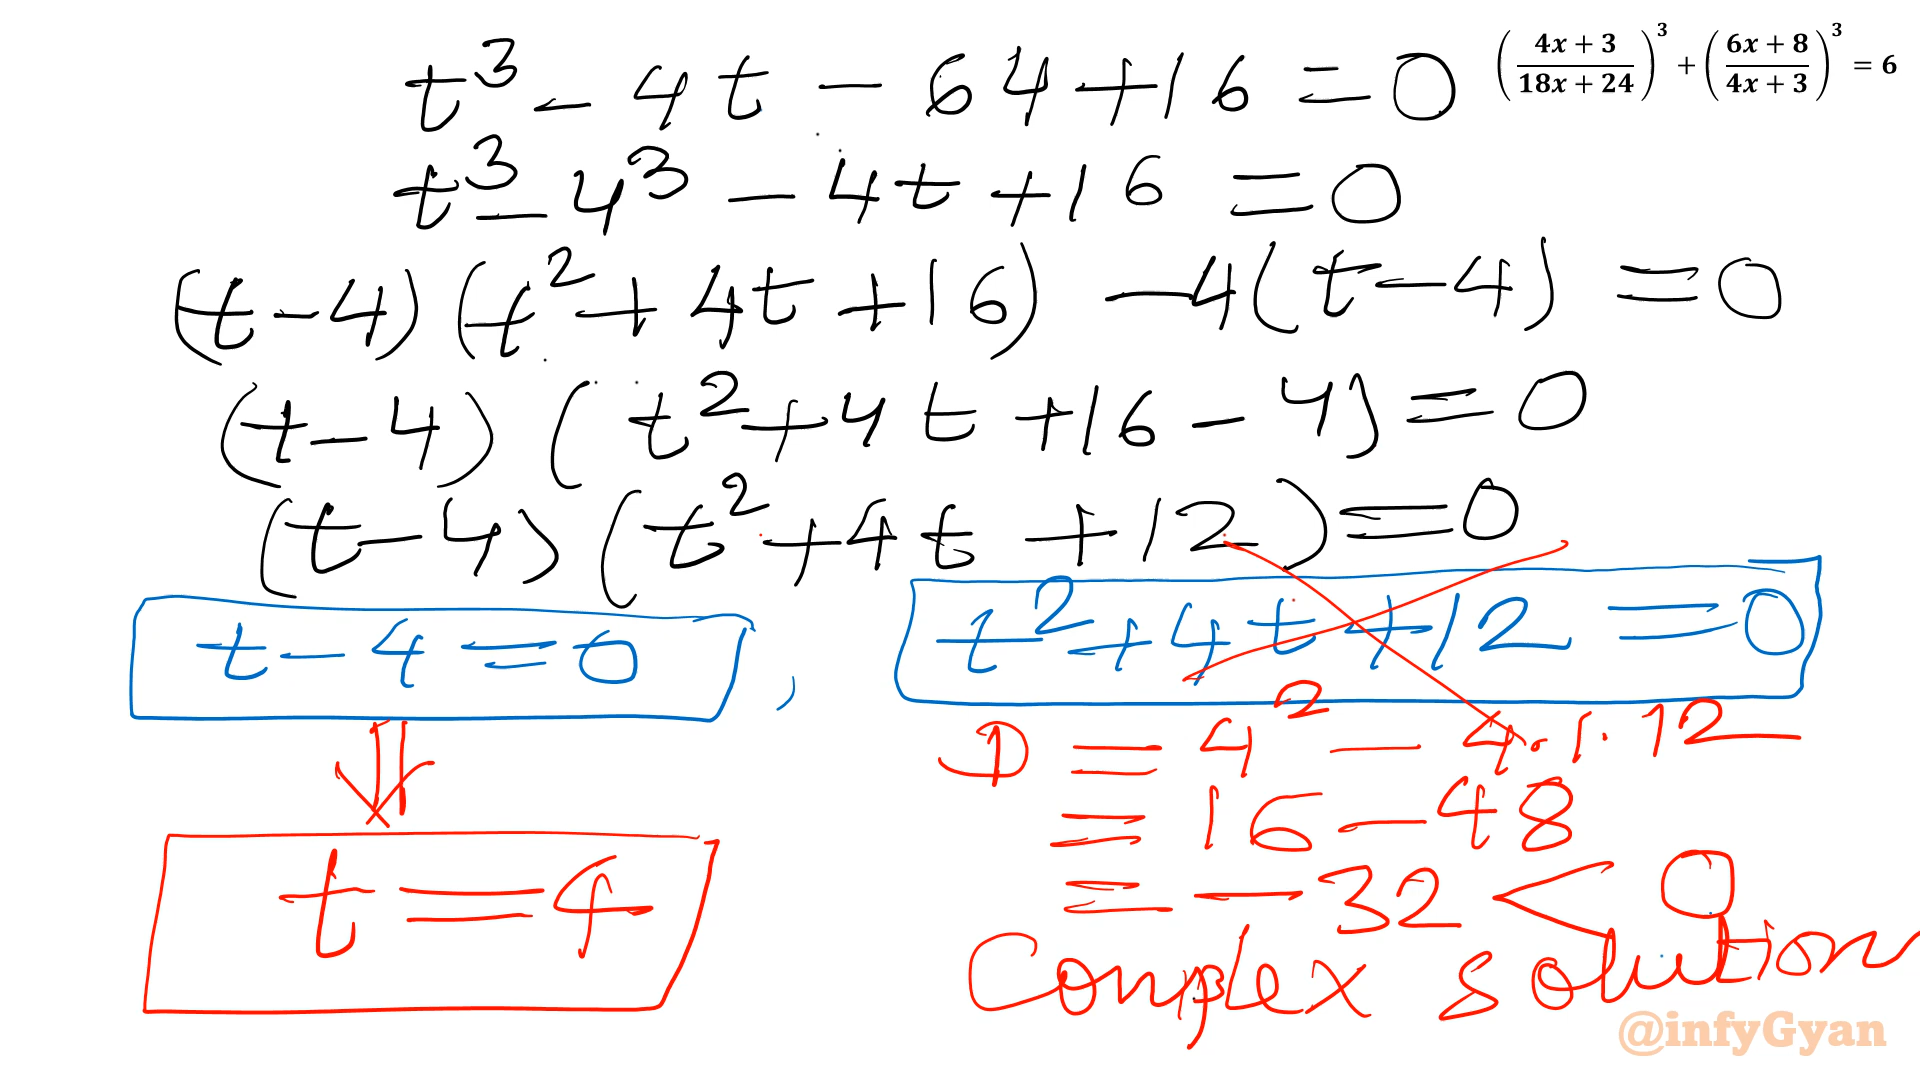 t³ - 4t - 64 + 16 = 0
(4x + 3 / 18x + 24)³ + (6x + 8 / 4x + 3)³ = 6
t³ - 4³ - 4t + 16 = 0
(t - 4) (t² + 4t + 16) - 4(t - 4) = 0
(t - 4) (t² + 4t + 16 - 4) = 0
(t - 4) (t² + 4t + 12) = 0
t - 4 = 0 , t² + 4t + 12 = 0
D = 4² - 4.1.12
= 16 - 48
t = 4
= - 32 < 0
Complex solution
@infyGyan